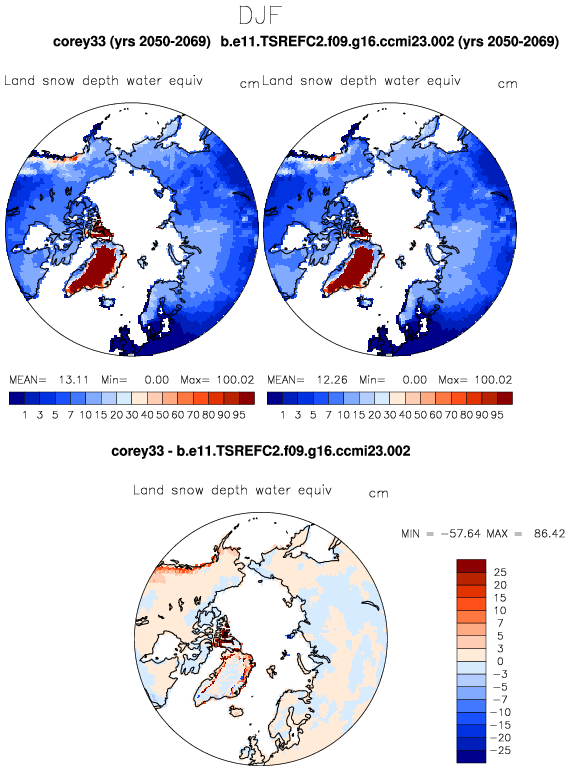 DJF
corey33 (yrs 2050-2069) b.e11.TSREFC2.f09.g16.ccmi23.002 (yrs 2050-2069)
Land snow depth water equiv cm Land snow depth water equiv cm
MEAN= 13.11 Min= 0.00 Max= 100.02 MEAN= 12.26 Min= 0.00 Max= 100.02
1 3 5 7 10 15 20 30 40 50 60 70 80 90 95 1 3 5 7 10 15 20 30 40 50 60 70 80 90 95
corey33 - b.e11.TSREFC2.f09.g16.ccmi23.002
Land snow depth water equiv cm
MIN = -57.64 MAX = 86.42
25
20
15
10
7
5
3
0
-3
-5
-7
-10
-15
-20
-25